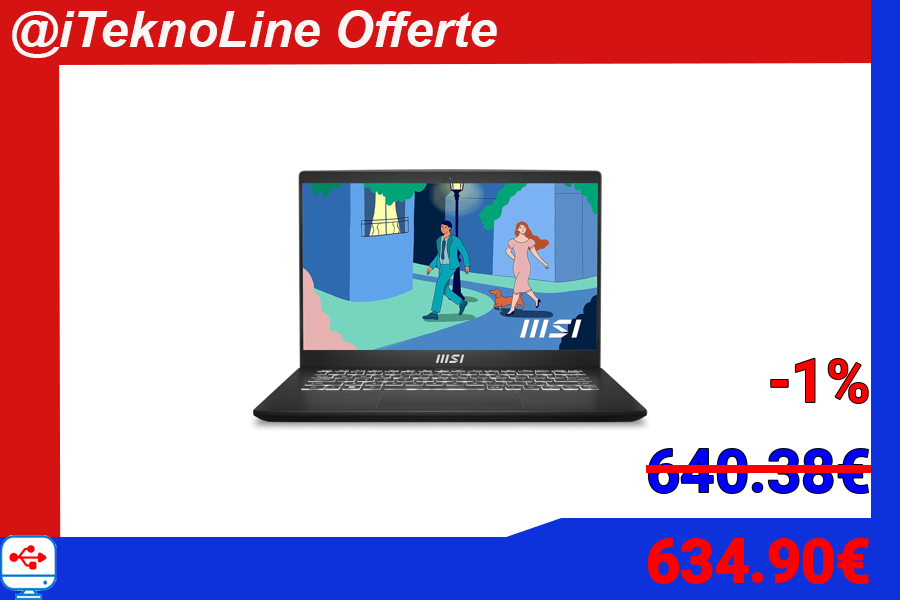 @iTeknoLine Offerte
msi
msi
-1%
640.38€
634.90€